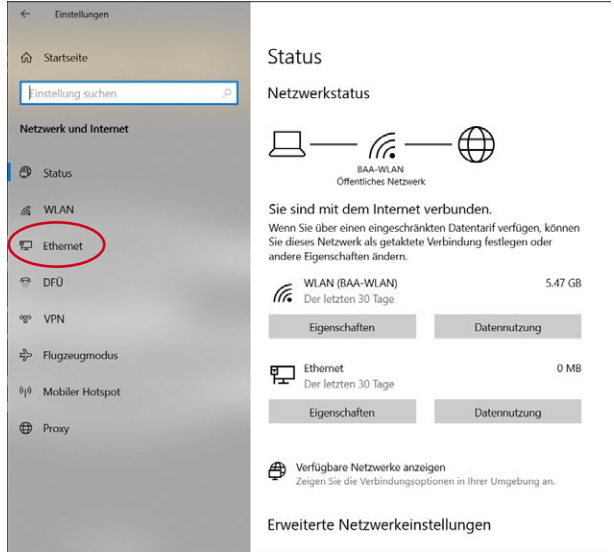 Einstellungen
Startseite
Einstellung suchen
Netzwerk und Internet
Status
WLAN
Ethernet
DFÜ
VPN
Flugzeugmodus
Mobiler Hotspot
Proxy
Status
Netzwerkstatus
BAA-WLAN
Öffentliches Netzwerk
Sie sind mit dem Internet verbunden.
Wenn Sie über einen eingeschränkten Datentarif verfügen, können
Sie dieses Netzwerk als getaktete Verbindung festlegen oder
andere Eigenschaften ändern.
WLAN (BAA-WLAN) 5.47 GB
Der letzten 30 Tage
Eigenschaften Datennutzung
Ethernet 0 MB
Der letzten 30 Tage
Eigenschaften Datennutzung
Verfügbare Netzwerke anzeigen
Zeigen Sie die Verbindungsoptionen in Ihrer Umgebung an.
Erweiterte Netzwerkeinstellungen